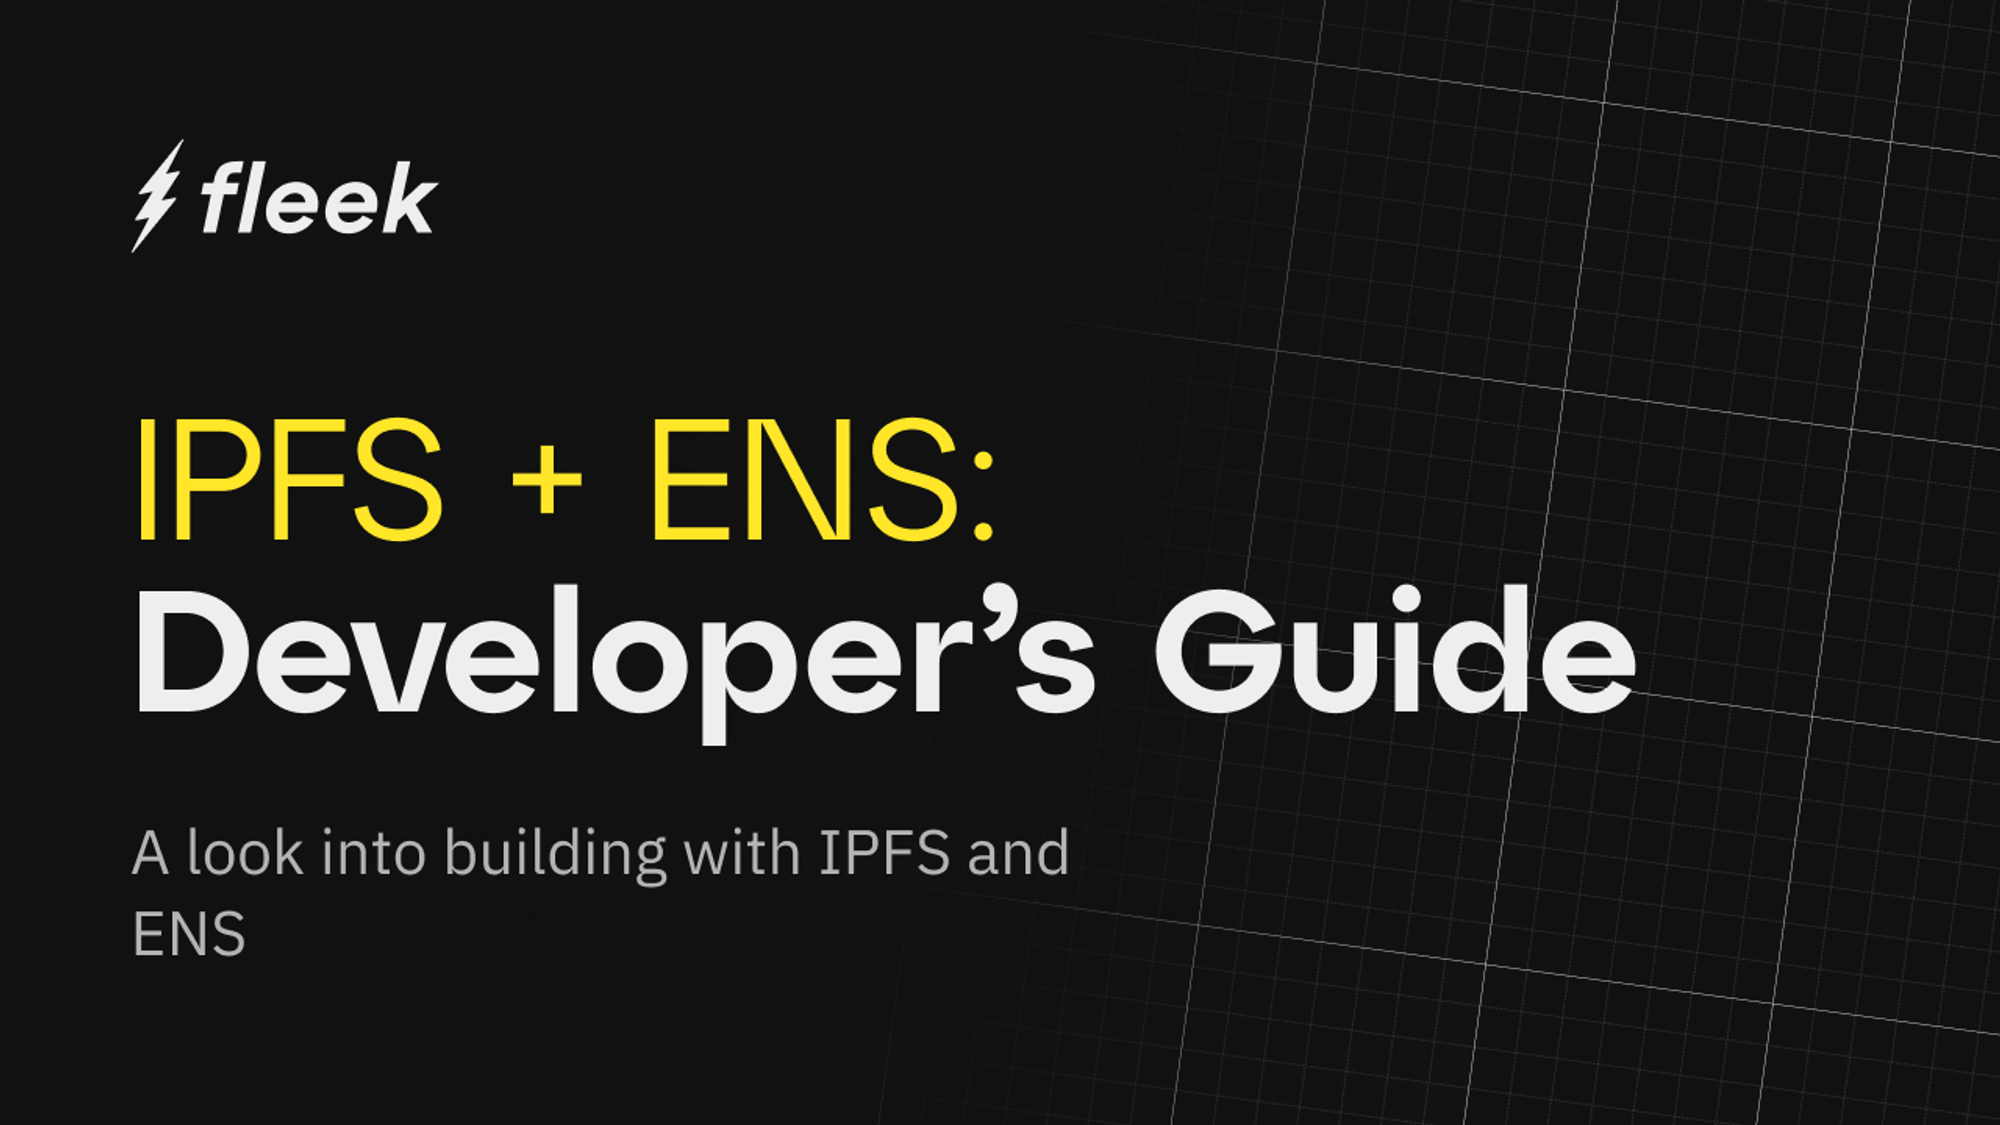 fleek
IPFS + ENS:
Developer’s Guide
A look into building with IPFS and
ENS